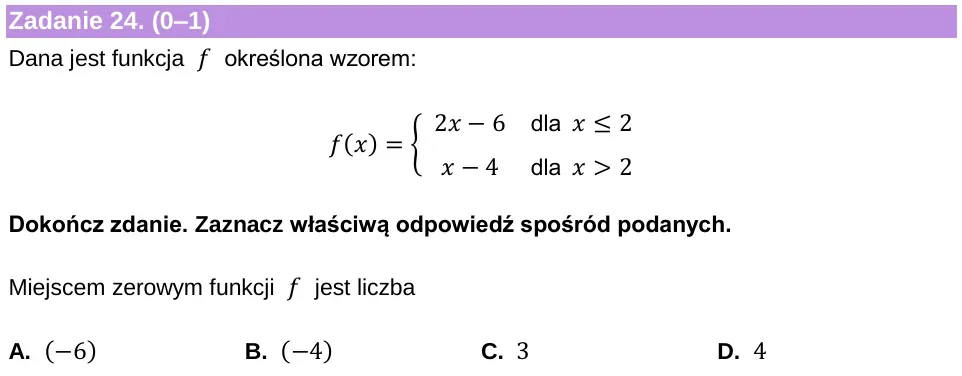 Zadanie 24. (0–1)
Dana jest funkcja f określona wzorem:
f(x) = { 2x − 6 dla x ≤ 2
x − 4 dla x > 2
Dokończ zdanie. Zaznacz właściwą odpowiedź spośród podanych.
Miejscem zerowym funkcji f jest liczba
A. (−6) B. (−4) C. 3 D. 4